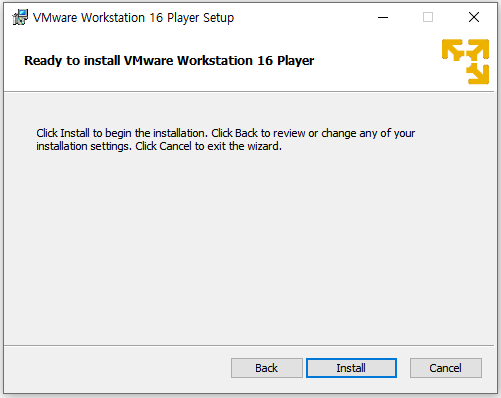 VMware Workstation 16 Player Setup
Ready to install VMware Workstation 16 Player
Click Install to begin the installation. Click Back to review or change any of your
installation settings. Click Cancel to exit the wizard.
Back Install Cancel